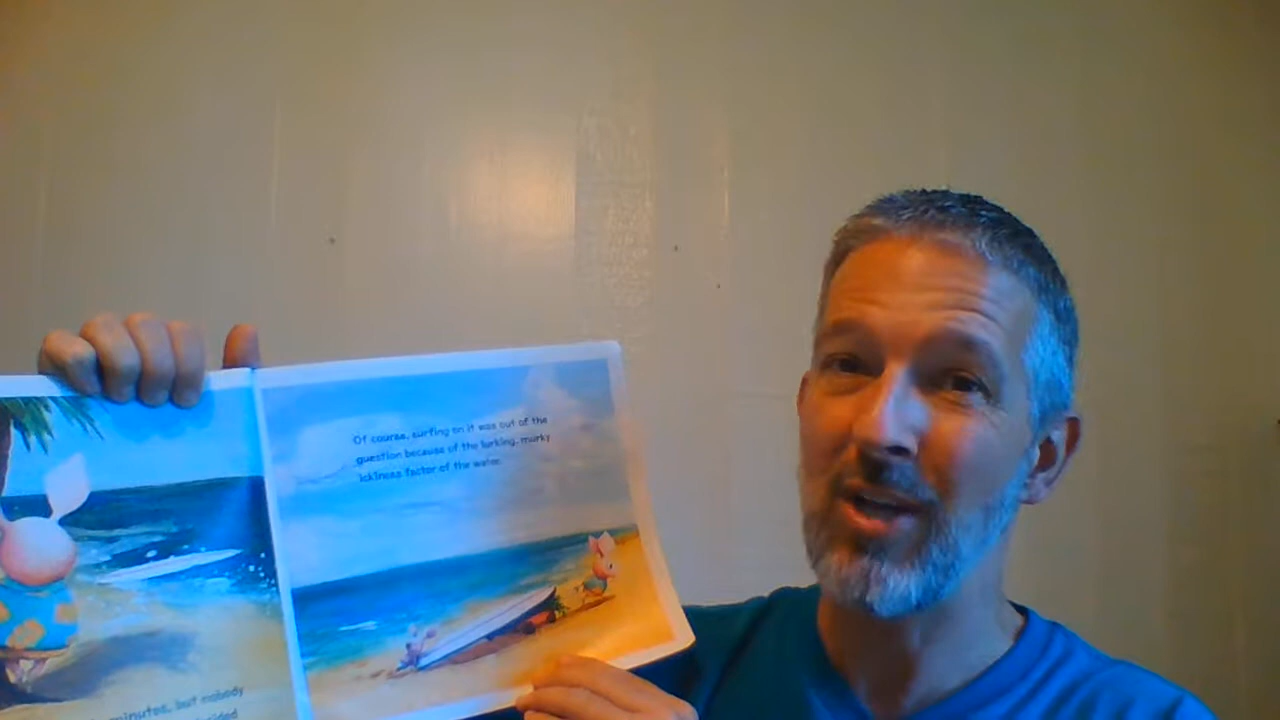 minutes, but nobody
decided
Of course, surfing on it was out of the
question because of the lurking, murky
ickiness factor of the water.